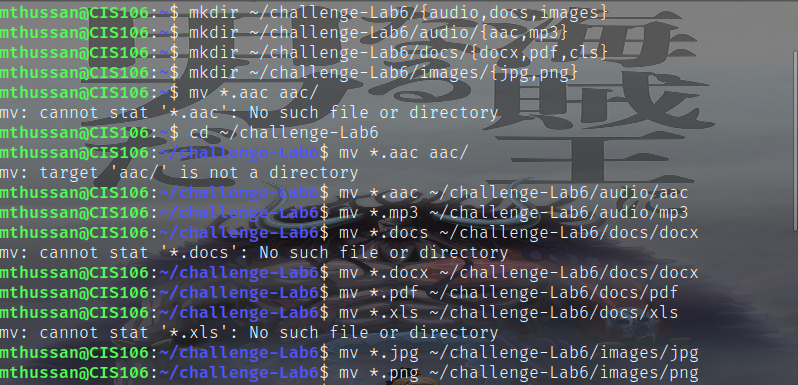 mthussan@CIS106:~$ mkdir ~/challenge-Lab6/{audio,docs,images}
mthussan@CIS106:~$ mkdir ~/challenge-Lab6/audio/{aac,mp3}
mthussan@CIS106:~$ mkdir ~/challenge-Lab6/docs/{docx,pdf,cls}
mthussan@CIS106:~$ mkdir ~/challenge-Lab6/images/{jpg,png}
mthussan@CIS106:~$ mv *.aac aac/
mv: cannot stat '*.aac': No such file or directory
mthussan@CIS106:~$ cd ~/challenge-Lab6
mthussan@CIS106:~/challenge-Lab6$ mv *.aac aac/
mv: target 'aac/' is not a directory
mthussan@CIS106:~/challenge-Lab6$ mv *.aac ~/challenge-Lab6/audio/aac
mthussan@CIS106:~/challenge-Lab6$ mv *.mp3 ~/challenge-Lab6/audio/mp3
mthussan@CIS106:~/challenge-Lab6$ mv *.docs ~/challenge-Lab6/docs/docx
mv: cannot stat '*.docs': No such file or directory
mthussan@CIS106:~/challenge-Lab6$ mv *.docx ~/challenge-Lab6/docs/docx
mthussan@CIS106:~/challenge-Lab6$ mv *.pdf ~/challenge-Lab6/docs/pdf
mthussan@CIS106:~/challenge-Lab6$ mv *.xls ~/challenge-Lab6/docs/xls
mv: cannot stat '*.xls': No such file or directory
mthussan@CIS106:~/challenge-Lab6$ mv *.jpg ~/challenge-Lab6/images/jpg
mthussan@CIS106:~/challenge-Lab6$ mv *.png ~/challenge-Lab6/images/png